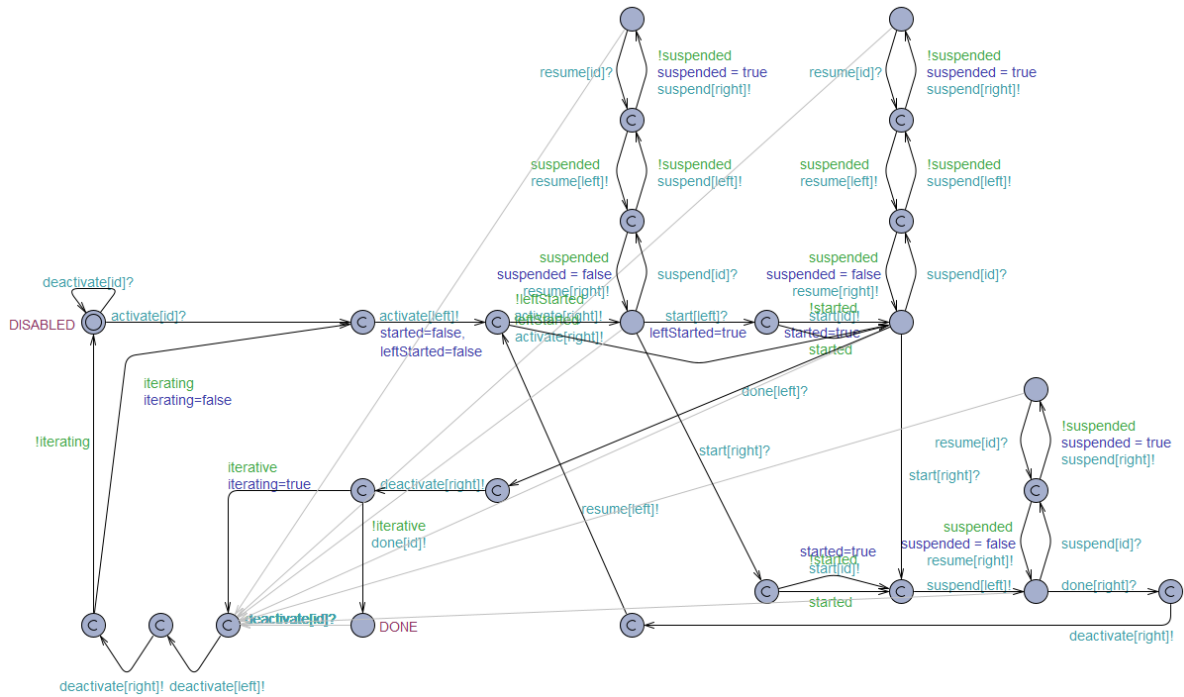 !suspended
suspended = true
suspend[right]!
resume[id]?
!suspended
suspended = true
suspend[right]!
resume[id]?
C
C
suspended
resume[left]!
!suspended
suspend[left]!
suspended
resume[left]!
!suspended
suspend[left]!
C
C
suspended
suspended = false
resume[right]!
suspend[id]?
suspended
suspended = false
resume[right]!
suspend[id]?
deactivate[id]?
DISABLED
activate[id]?
C
activate[left]!
started=false,
leftStarted=false
C
!leftStarted
activate[right]!
leftStarted
activate[right]!
start[left]?
leftStarted=true
C
!started
start[id]!
started=true
started
iterating
iterating=false
done[left]?
!iterating
start[right]?
resume[id]?
!suspended
suspended = true
suspend[right]!
start[right]?
iterative
iterating=true
C
deactivate[right]!
C
C
resume[left]!
!iterative
done[id]!
suspended
suspended = false
resume[right]!
suspend[id]?
started=true
!started
start[id]!
started
C
C
suspend[left]!
done[right]?
C
C
C
C
deactivate[id]?
DONE
C
deactivate[right]!
deactivate[right]!
deactivate[left]!